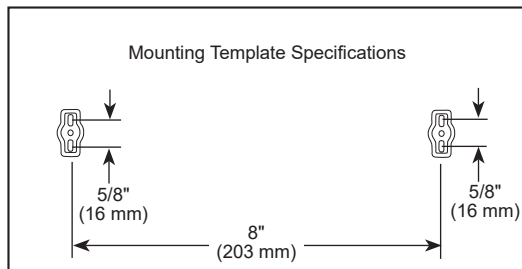 Mounting Template Specifications
5/8"
(16 mm)
5/8"
(16 mm)
8"
(203 mm)